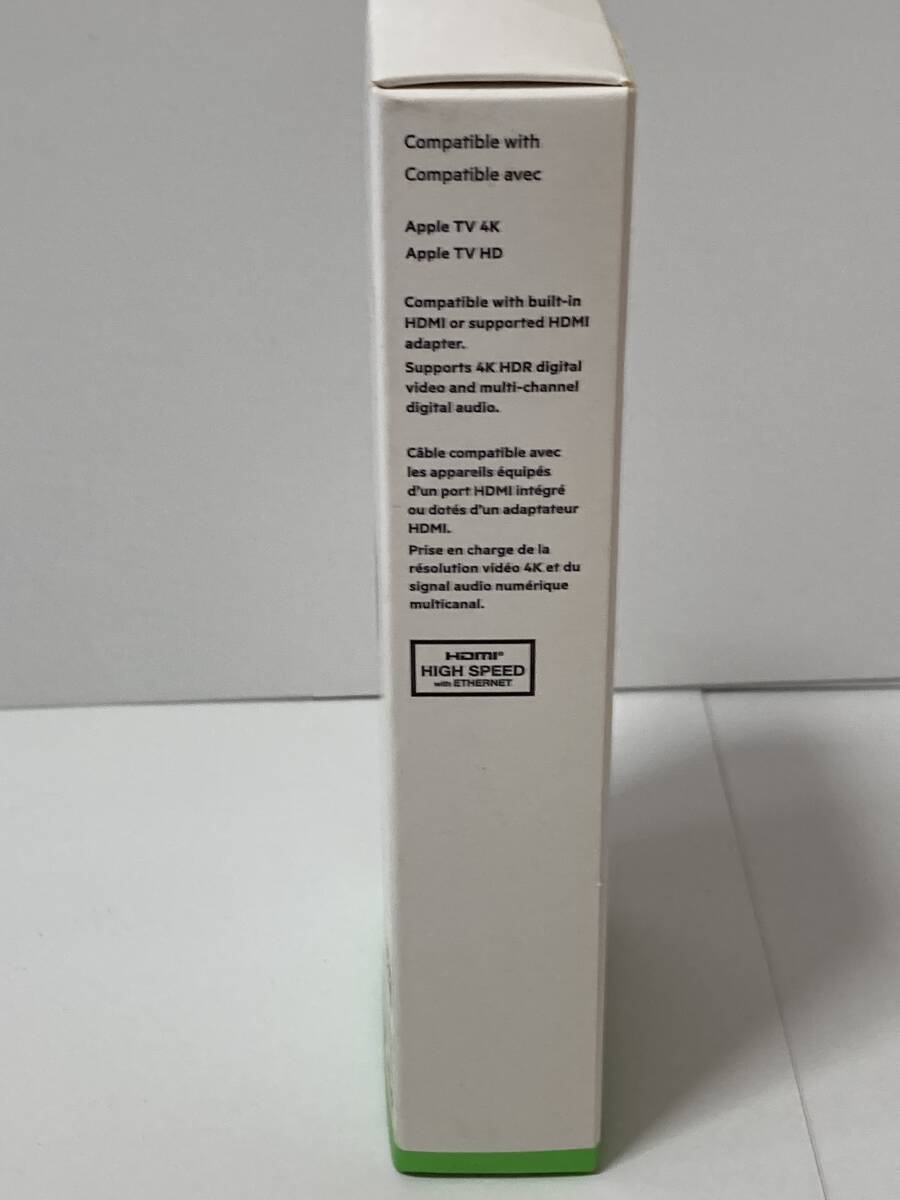 Compatible with
Compatible avec
Apple TV 4K
Apple TV HD
Compatible with built-in
HDMI or supported HDMI
adapter.
Supports 4K HDR digital
video and multi-channel
digital audio.
Câble compatible avec
les appareils équipés
d'un port HDMI intégré
ou dotés d'un adaptateur
HDMI.
Prise en charge de la
résolution vidéo 4K et du
signal audio numérique
multicanal.
HDMI®
HIGH SPEED
with ETHERNET